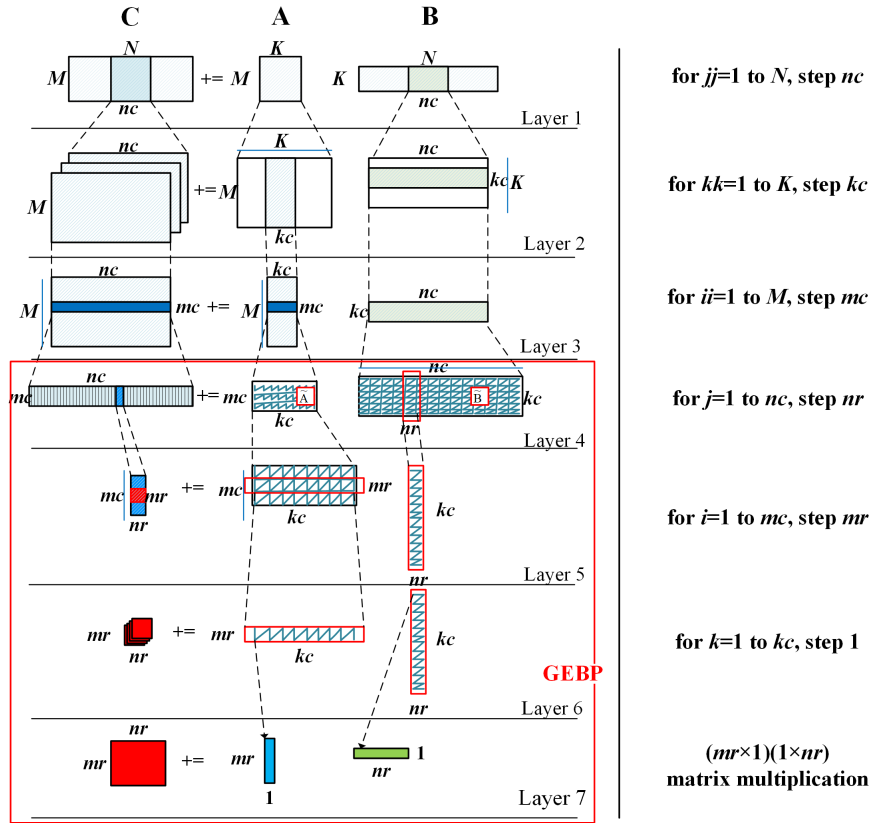 C A B
N K N
M += M K for jj=1 to N, step nc
nc nc
Layer 1
nc K nc
M += M kc K for kk=1 to K, step kc
kc
Layer 2
nc kc nc
M mc += M mc kc for ii=1 to M, step mc
Layer 3
nc nc
mc += mc Ã B̃ kc for j=1 to nc, step nr
kc nr
Layer 4
mc mr += mc mr kc for i=1 to mc, step mr
nr kc nr
Layer 5
mr += mr kc for k=1 to kc, step 1
nr kc
GEBP
nr
Layer 6
nr
mr += mr 1 (mr×1)(1×nr)
nr matrix multiplication
1
Layer 7